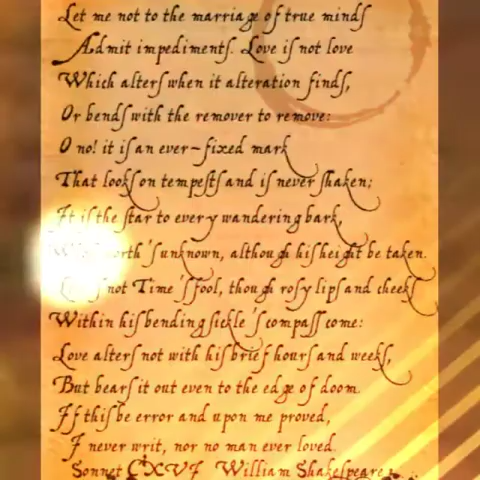 Let me not to the marriage of true minds
Admit impediments. Love is not love
Which alters when it alteration finds,
Or bends with the remover to remove:
O no! it is an ever-fixed mark
That looks on tempests and is never shaken;
It is the star to every wandering bark,
unknown, although his height be taken.
not Time's fool, though rosy lips and cheeks
Within his bending sickle's compass come:
Love alters not with his brief hours and weeks,
But bears it out even to the edge of doom.
If this be error and upon me proved,
I never writ, nor no man ever loved.
Sonnet CXVI William Shakespeare